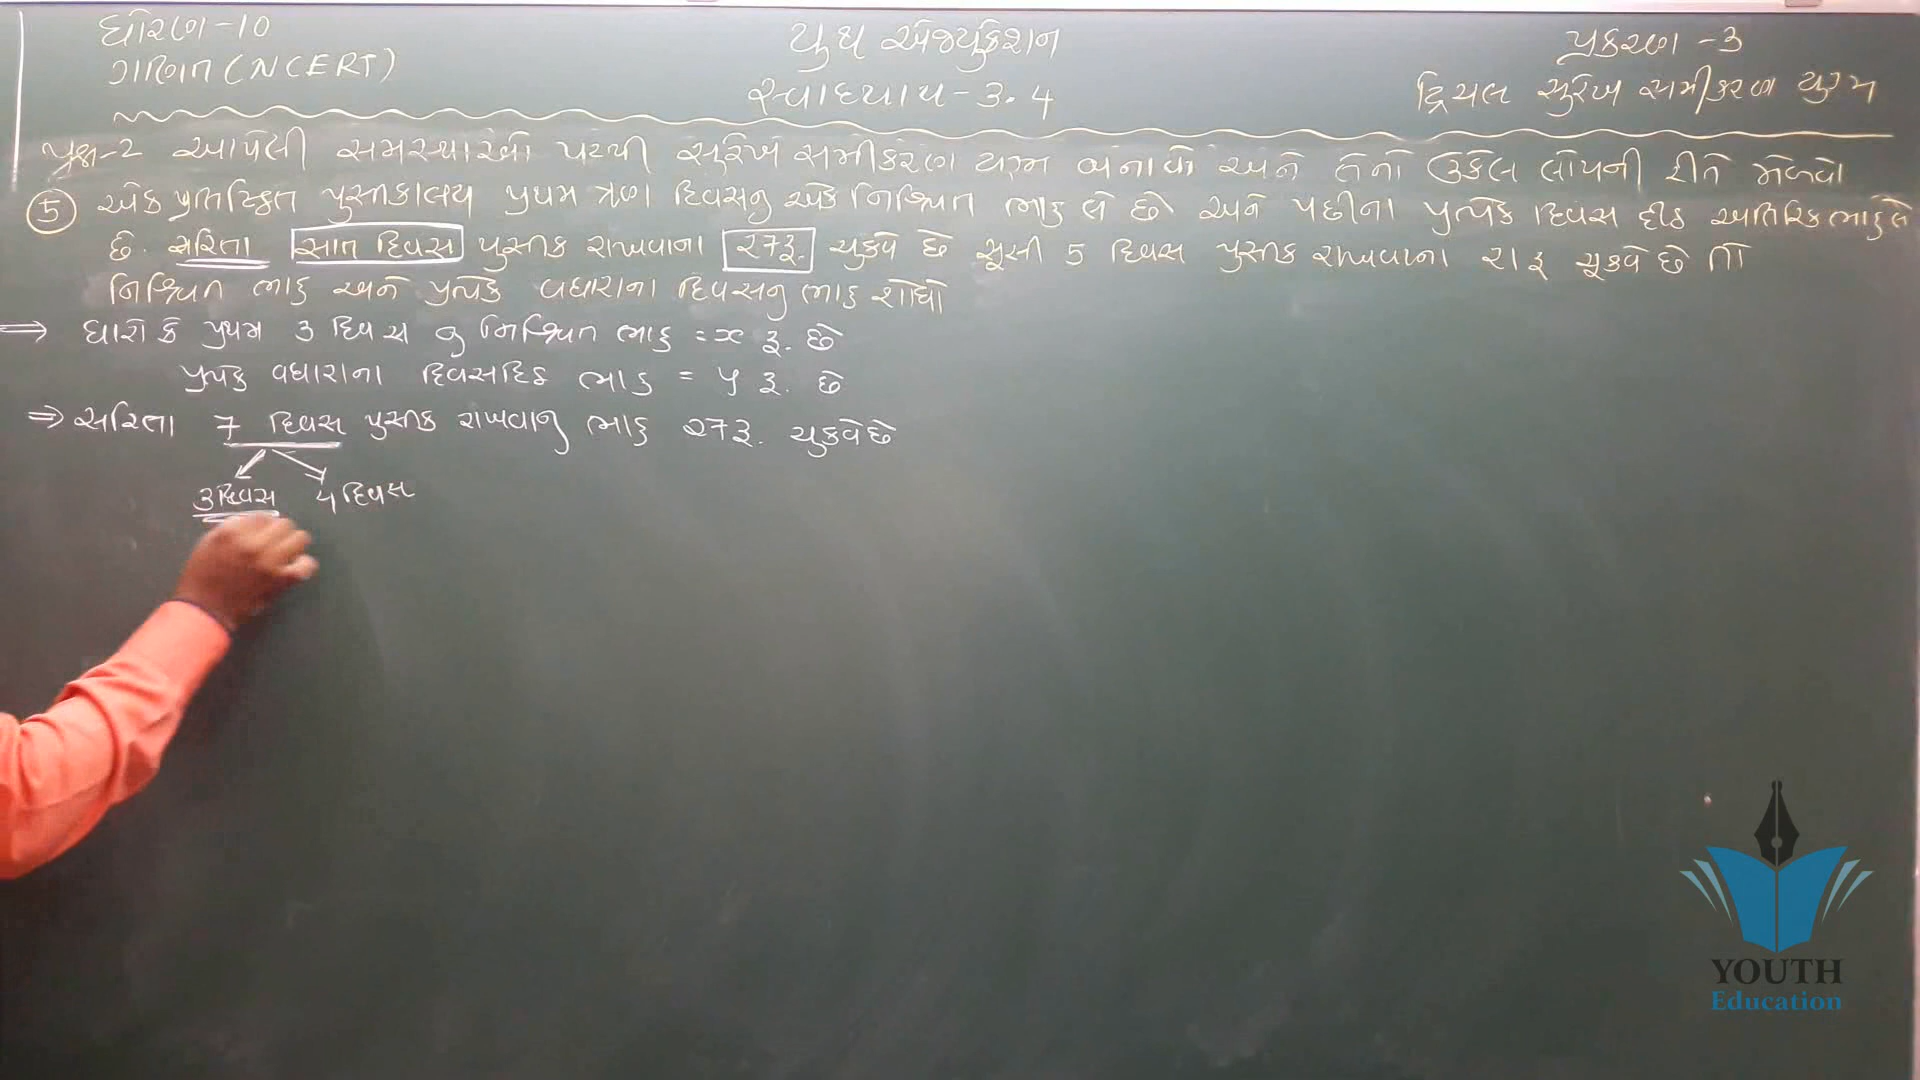 ધોરણ-10
ગણિત (NCERT)
યુથ એજ્યુકેશન
સ્વાધ્યાય-3.4
પ્રકરણ-3
દ્વિચલ સુરેખ સમીકરણ યુગ્મ
પ્રશ્ન-2 આપેલી સમસ્યાઓ પરથી સુરેખ સમીકરણ યુગ્મ બનાવો અને તેનો ઉકેલ લોપની રીતે મેળવો
⑤ એક પ્રતિષ્ઠિત પુસ્તકાલય પ્રથમ ત્રણ દિવસનુ એક નિશ્ચિત ભાડુ લે છે અને પછીના પ્રત્યેક દિવસ દીઠ અતિરિક્ત ભાડુ લે
છે. સરિતા સાત દિવસ પુસ્તક રાખવાના 27રૂ. ચુકવે છે સૂસી 5 દિવસ પુસ્તક રાખવાના 21રૂ ચૂકવે છે તો
નિશ્ચિત ભાડુ અને પ્રત્યેક વધારાના દિવસનુ ભાડુ શોધો
⇒ ધારો કે પ્રથમ 3 દિવસ નુ નિશ્ચિત ભાડુ = x રૂ. છે
પ્રત્યેક વધારાના દિવસદિઠ ભાડુ = y રૂ. છે
⇒ સરિતા 7 દિવસ પુસ્તક રાખવાનુ ભાડુ 27રૂ. ચુકવે છે
3 દિવસ 4 દિવસ
YOUTH
Education